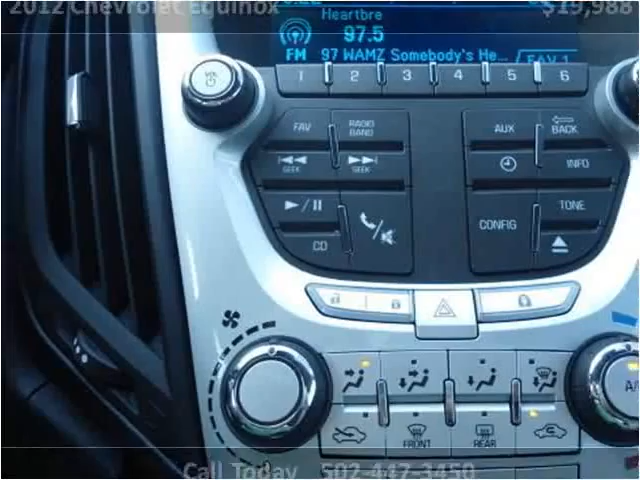 2012 Chevrolet Equinox $19,988
Heartbre
97.5
FM 97 WAMZ Somebody's He... FAV 1
VOL
1 2 3 4 5 6
FAV RADIO BAND AUX BACK
SEEK SEEK INFO
CD CONFIG TONE
A/C
FRONT REAR
Call Today 502-447-3450